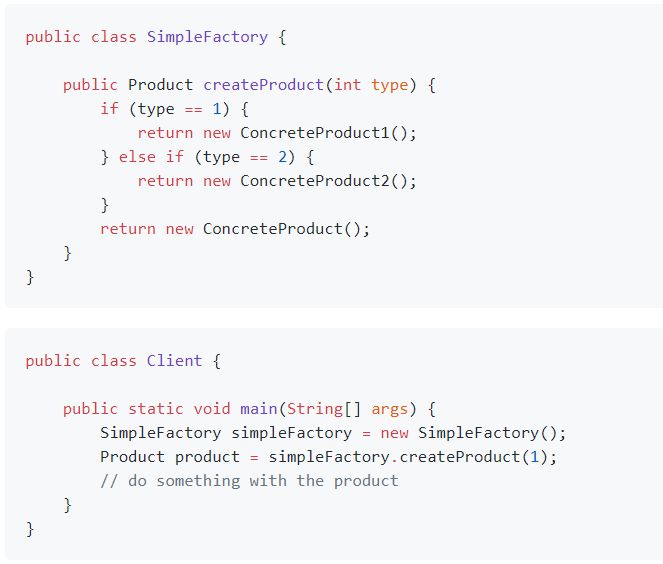 public class SimpleFactory {
    public Product createProduct(int type) {
        if (type == 1) {
            return new ConcreteProduct1();
        } else if (type == 2) {
            return new ConcreteProduct2();
        }
        return new ConcreteProduct();
    }
}
public class Client {
    public static void main(String[] args) {
        SimpleFactory simpleFactory = new SimpleFactory();
        Product product = simpleFactory.createProduct(1);
        // do something with the product
    }
}